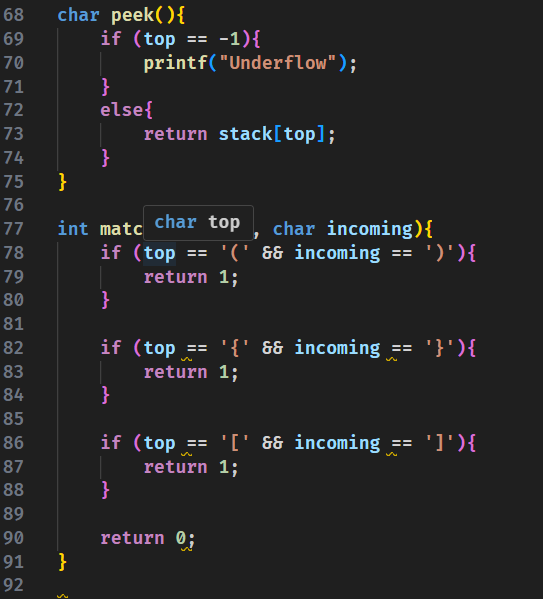 68 char peek(){
69     if (top == -1){
70         printf("Underflow");
71     }
72     else{
73         return stack[top];
74     }
75 }
76
char top
77 int matc , char incoming){
78     if (top == '(' && incoming == ')'){
79         return 1;
80     }
81
82     if (top == '{' && incoming == '}'){
83         return 1;
84     }
85
86     if (top == '[' && incoming == ']'){
87         return 1;
88     }
89
90     return 0;
91 }
92